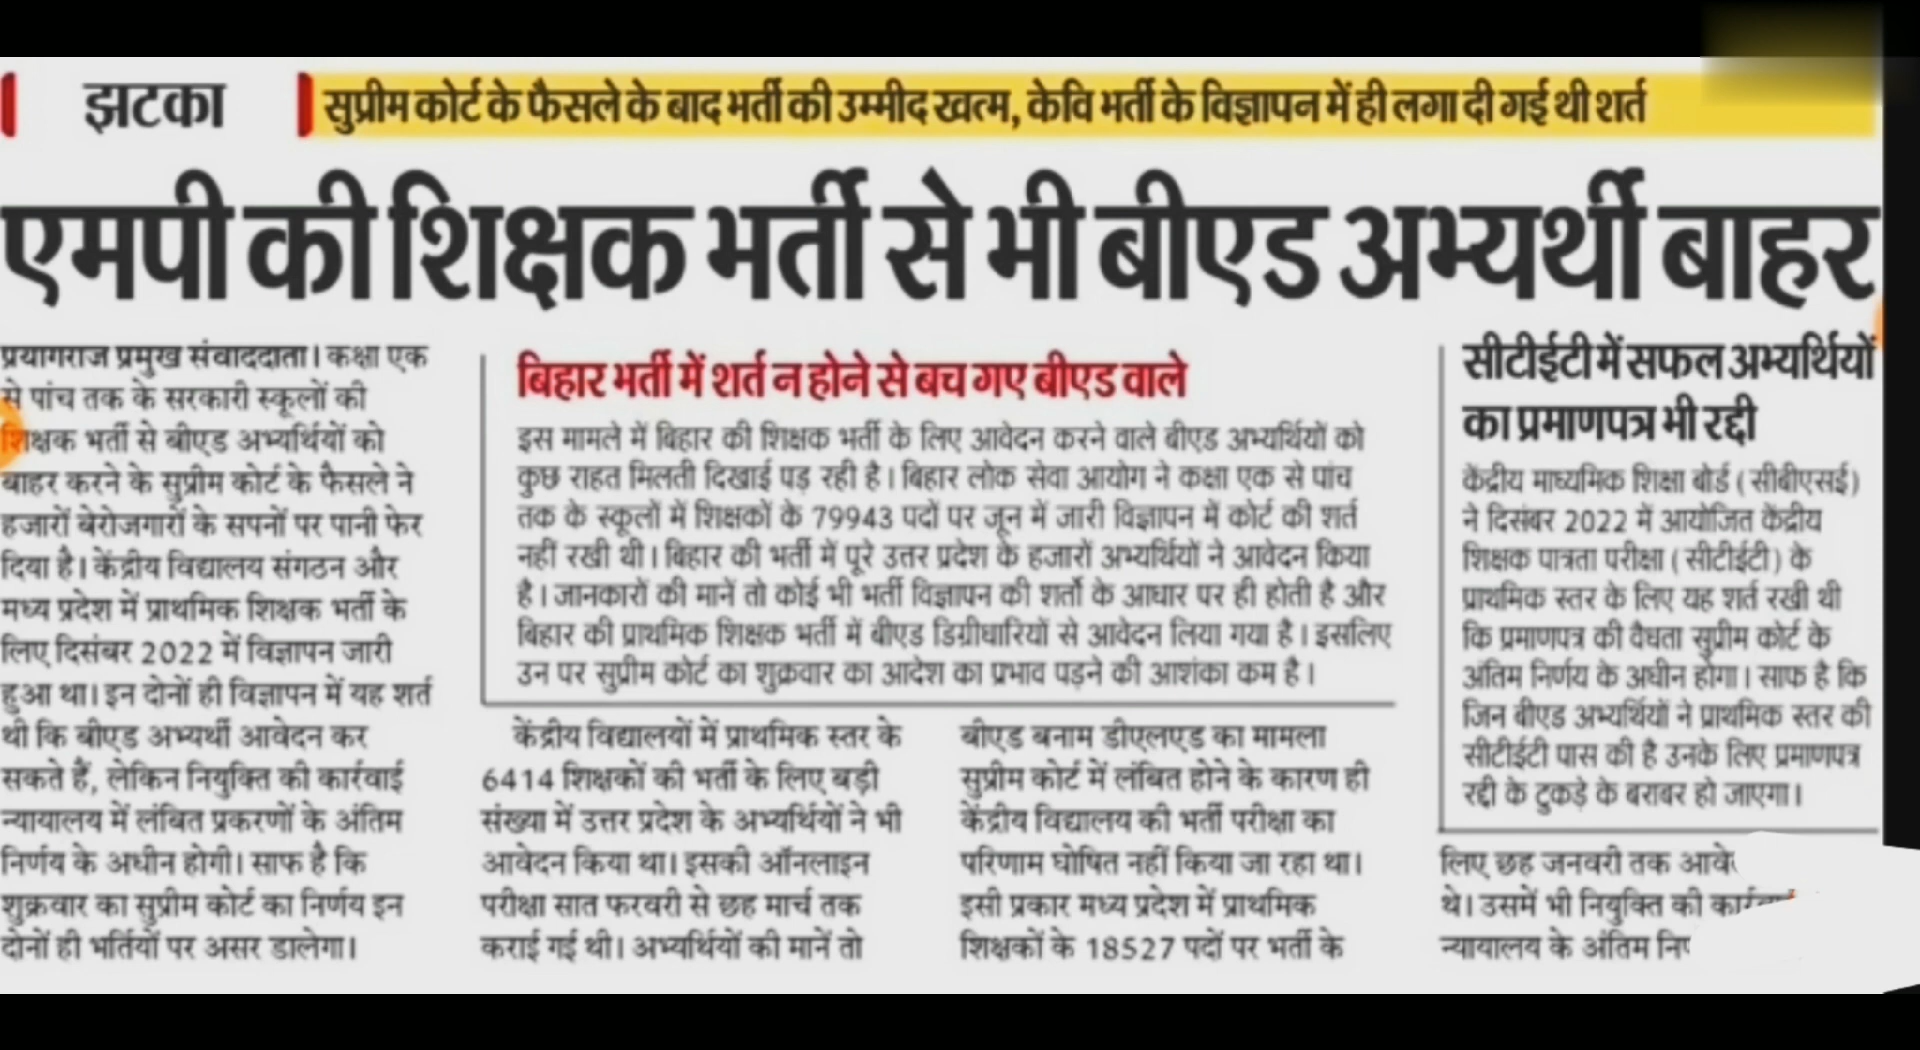 झटका
सुप्रीम कोर्ट के फैसले के बाद भर्ती की उम्मीद खत्म, केवि भर्ती के विज्ञापन में ही लगा दी गई थी शर्त
एमपी की शिक्षक भर्ती से भी बीएड अभ्यर्थी बाहर
प्रयागराज प्रमुख संवाददाता। कक्षा एक
से पांच तक के सरकारी स्कूलों की
शिक्षक भर्ती से बीएड अभ्यर्थियों को
बाहर करने के सुप्रीम कोर्ट के फैसले ने
हजारों बेरोजगारों के सपनों पर पानी फेर
दिया है। केंद्रीय विद्यालय संगठन और
मध्य प्रदेश में प्राथमिक शिक्षक भर्ती के
लिए दिसंबर 2022 में विज्ञापन जारी
हुआ था। इन दोनों ही विज्ञापन में यह शर्त
थी कि बीएड अभ्यर्थी आवेदन कर
सकते हैं, लेकिन नियुक्ति की कार्रवाई
न्यायालय में लंबित प्रकरणों के अंतिम
निर्णय के अधीन होगी। साफ है कि
शुक्रवार का सुप्रीम कोर्ट का निर्णय इन
दोनों ही भर्तियों पर असर डालेगा।
बिहार भर्ती में शर्त न होने से बच गए बीएड वाले
इस मामले में बिहार की शिक्षक भर्ती के लिए आवेदन करने वाले बीएड अभ्यर्थियों को
कुछ राहत मिलती दिखाई पड़ रही है। बिहार लोक सेवा आयोग ने कक्षा एक से पांच
तक के स्कूलों में शिक्षकों के 79943 पदों पर जून में जारी विज्ञापन में कोर्ट की शर्त
नहीं रखी थी। बिहार की भर्ती में पूरे उत्तर प्रदेश के हजारों अभ्यर्थियों ने आवेदन किया
है। जानकारों की मानें तो कोई भी भर्ती विज्ञापन की शर्तों के आधार पर ही होती है और
बिहार की प्राथमिक शिक्षक भर्ती में बीएड डिग्रीधारियों से आवेदन लिया गया है। इसलिए
उन पर सुप्रीम कोर्ट का शुक्रवार का आदेश का प्रभाव पड़ने की आशंका कम है।
केंद्रीय विद्यालयों में प्राथमिक स्तर के
6414 शिक्षकों की भर्ती के लिए बड़ी
संख्या में उत्तर प्रदेश के अभ्यर्थियों ने भी
आवेदन किया था। इसकी ऑनलाइन
परीक्षा सात फरवरी से छह मार्च तक
कराई गई थी। अभ्यर्थियों की मानें तो
बीएड बनाम डीएलएड का मामला
सुप्रीम कोर्ट में लंबित होने के कारण ही
केंद्रीय विद्यालय की भर्ती परीक्षा का
परिणाम घोषित नहीं किया जा रहा था।
इसी प्रकार मध्य प्रदेश में प्राथमिक
शिक्षकों के 18527 पदों पर भर्ती के
सीटीईटी में सफल अभ्यर्थियों
का प्रमाणपत्र भी रद्दी
केंद्रीय माध्यमिक शिक्षा बोर्ड (सीबीएसई)
ने दिसंबर 2022 में आयोजित केंद्रीय
शिक्षक पात्रता परीक्षा (सीटीईटी) के
प्राथमिक स्तर के लिए यह शर्त रखी थी
कि प्रमाणपत्र की वैधता सुप्रीम कोर्ट के
अंतिम निर्णय के अधीन होगा। साफ है कि
जिन बीएड अभ्यर्थियों ने प्राथमिक स्तर की
सीटीईटी पास की है उनके लिए प्रमाणपत्र
रद्दी के टुकड़े के बराबर हो जाएगा।
लिए छह जनवरी तक
थे। उसमें भी नियुक्ति की
न्यायालय के अंतिम